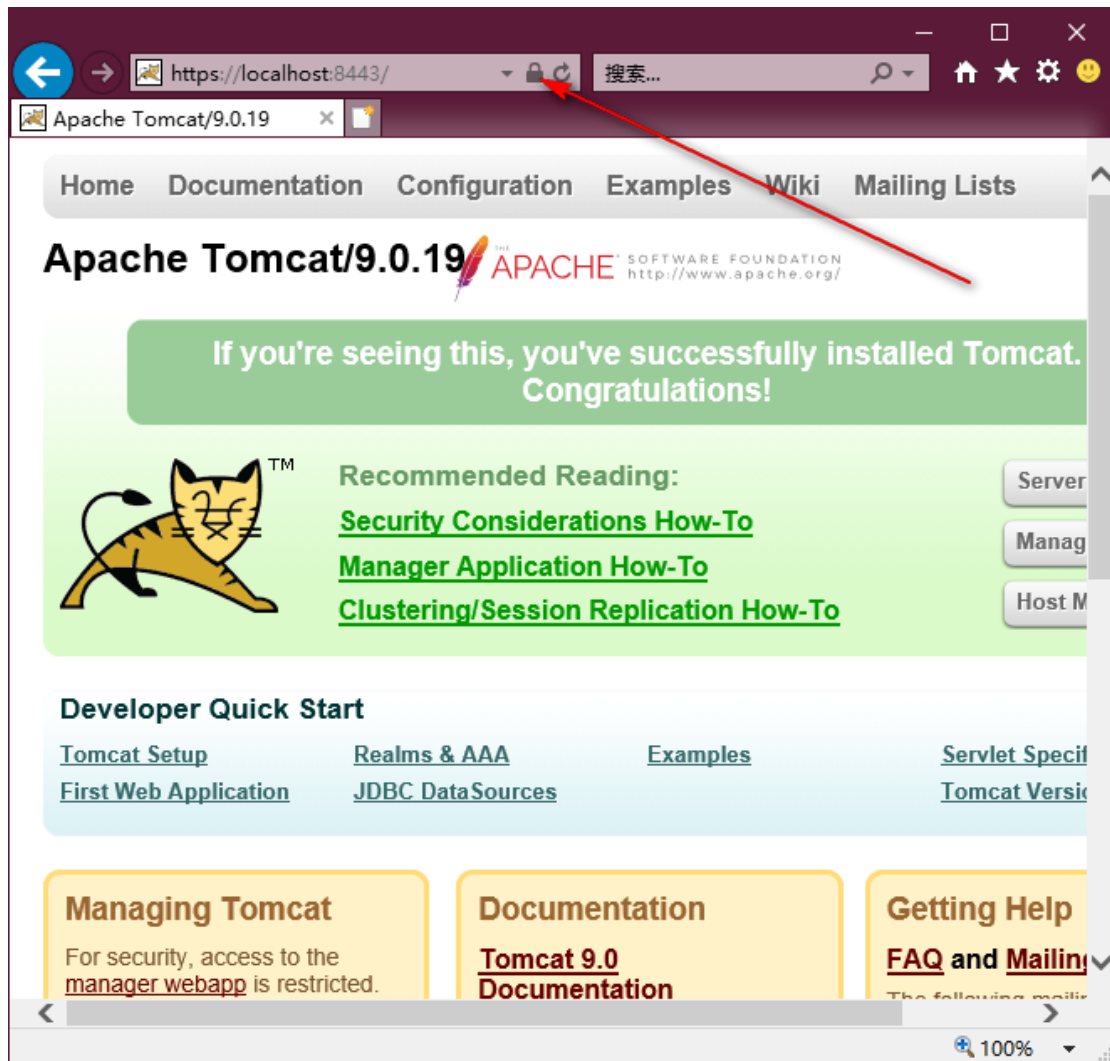 https://localhost:8443/
搜索...
Apache Tomcat/9.0.19
Home Documentation Configuration Examples Wiki Mailing Lists
Apache Tomcat/9.0.19
THE
APACHE SOFTWARE FOUNDATION
http://www.apache.org/
If you're seeing this, you've successfully installed Tomcat.
Congratulations!
TM
Recommended Reading:
Security Considerations How-To
Manager Application How-To
Clustering/Session Replication How-To
Server
Manag
Host M
Developer Quick Start
Tomcat Setup Realms & AAA Examples Servlet Specif
First Web Application JDBC DataSources Tomcat Versio
Managing Tomcat
For security, access to the
manager webapp is restricted.
Documentation
Tomcat 9.0
Documentation
Getting Help
FAQ and Mailing
The following mailin
100%